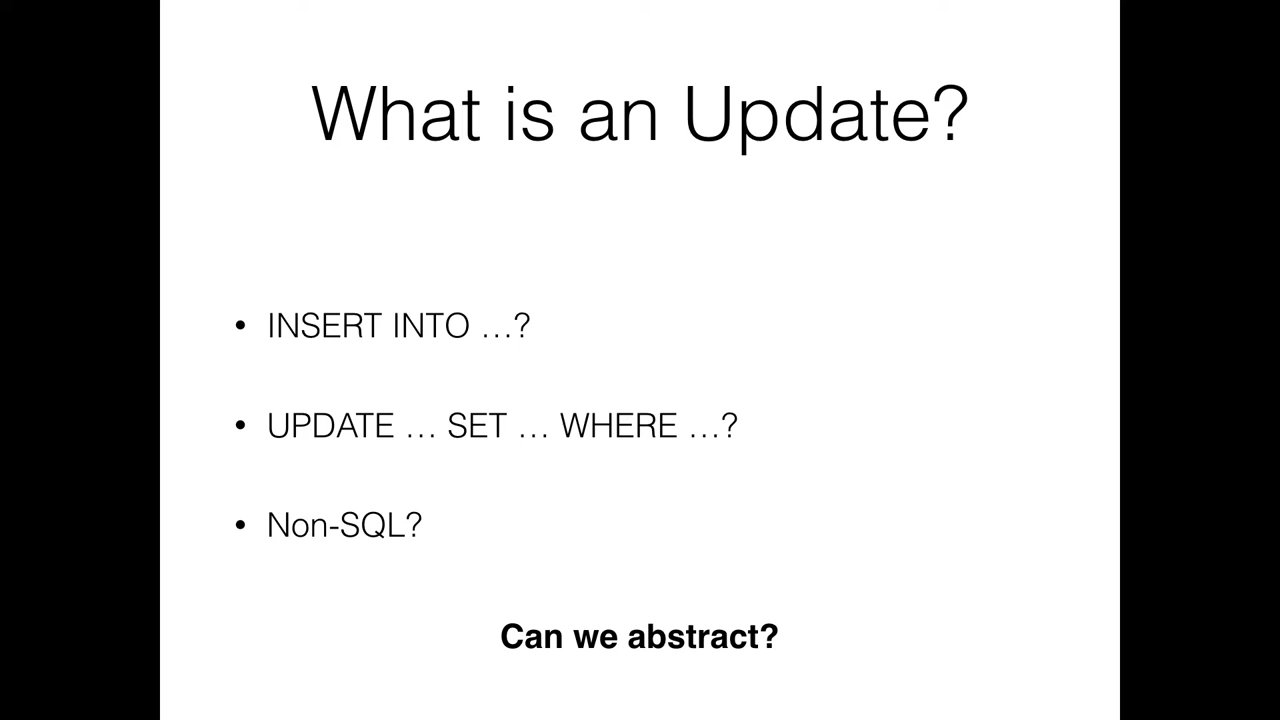 What is an Update?
• INSERT INTO …?
• UPDATE … SET … WHERE …?
• Non-SQL?
Can we abstract?